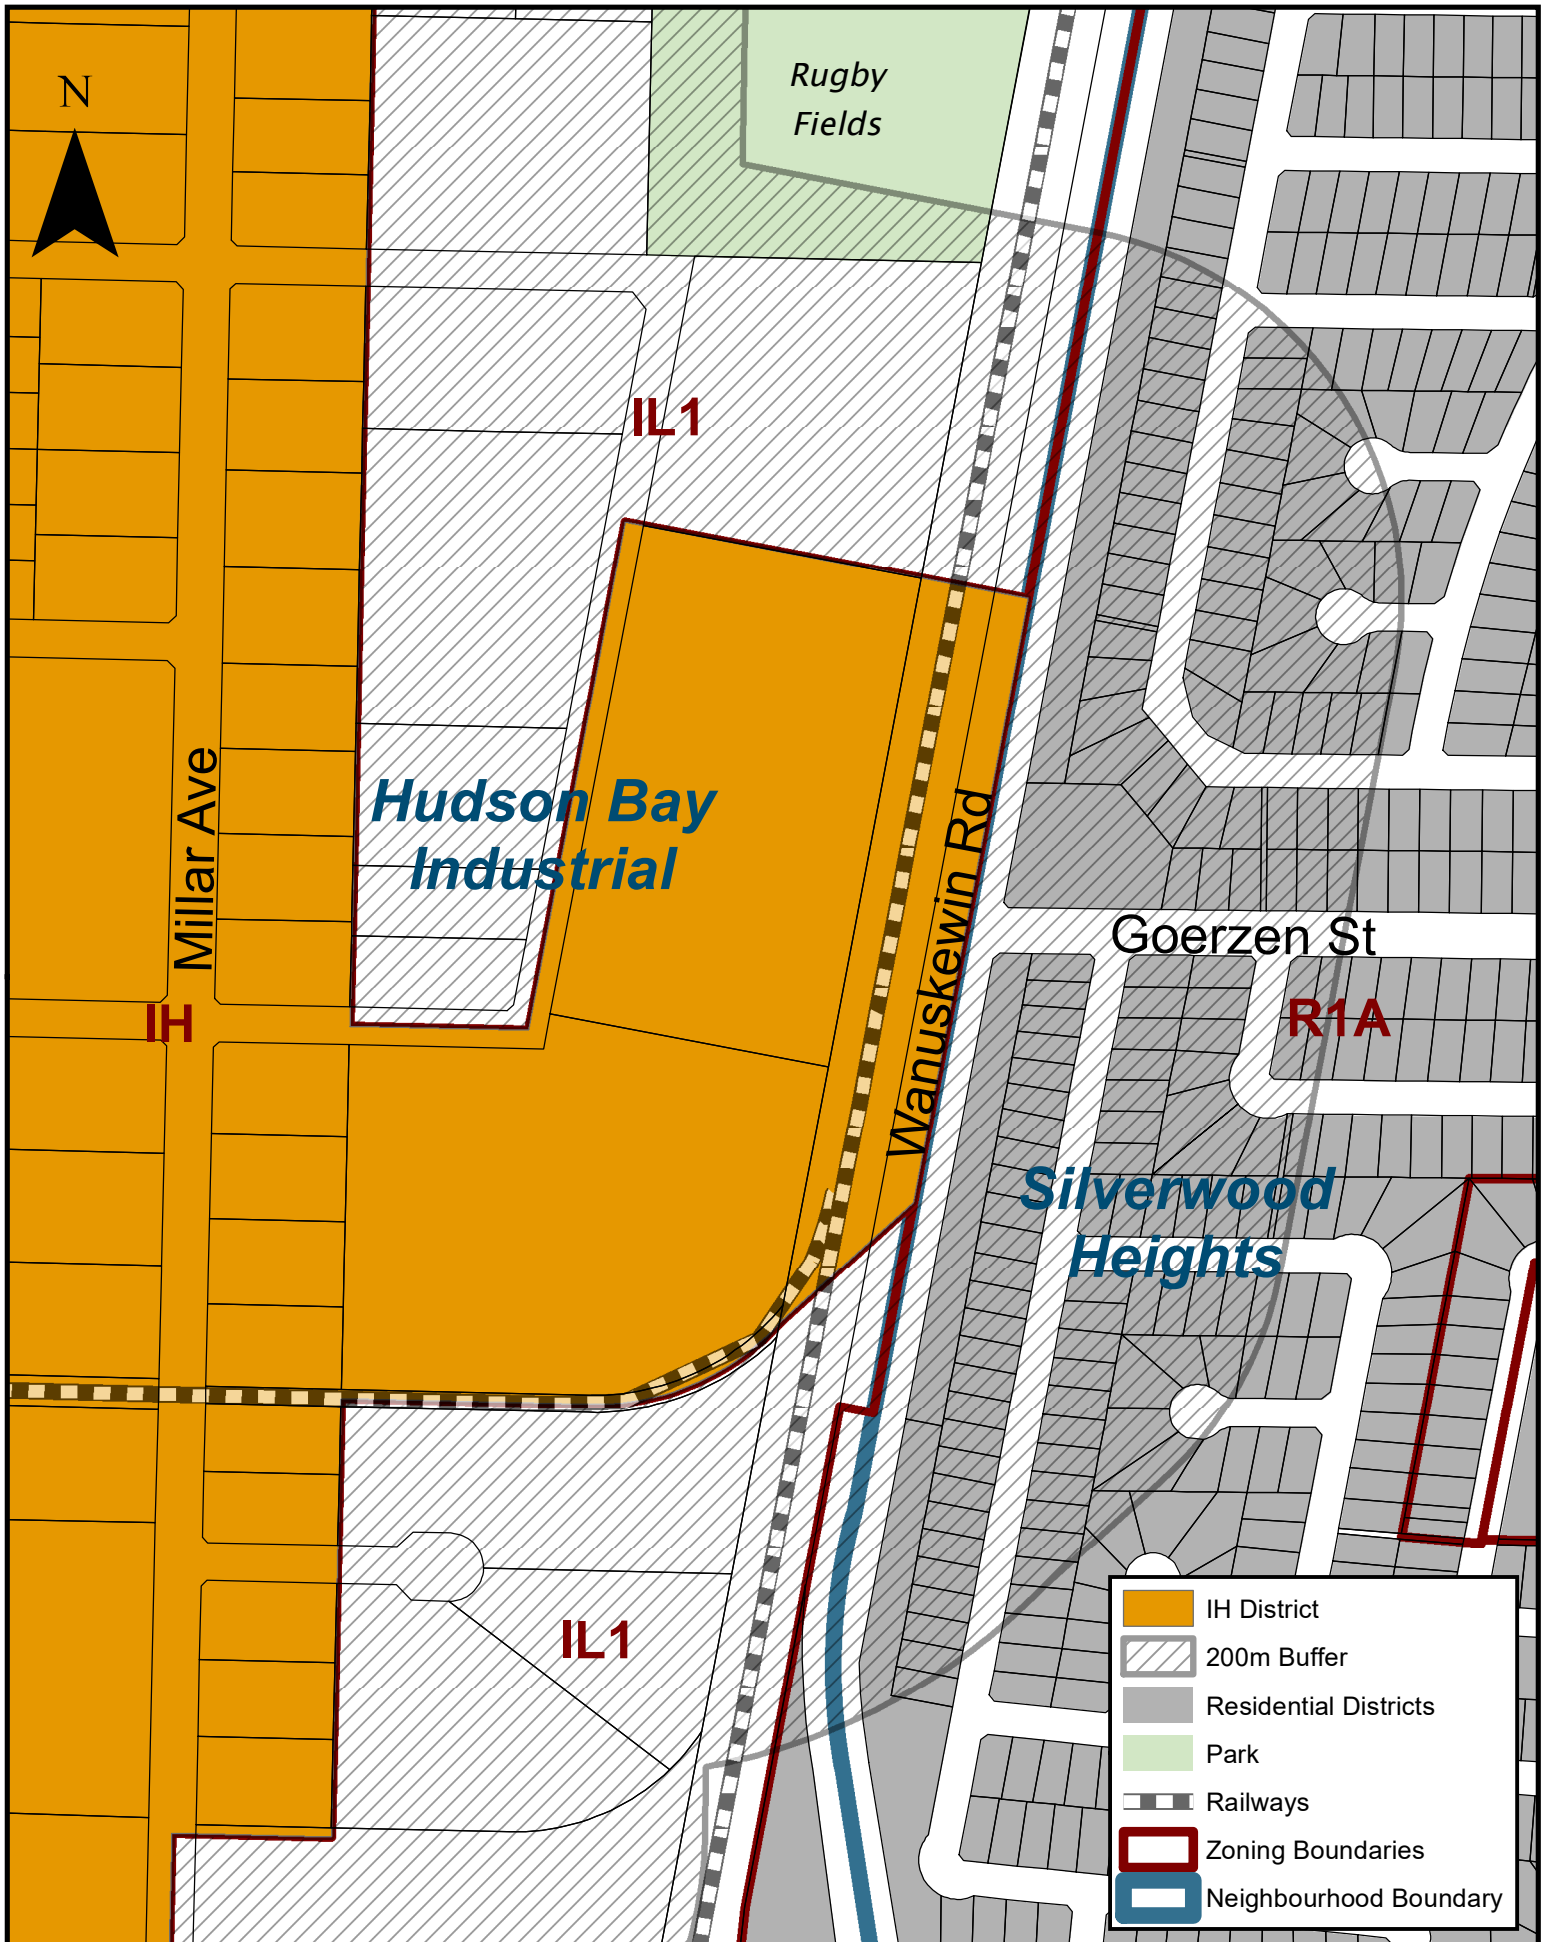 N
Rugby
Fields
IL1
Hudson Bay
Industrial
Millar Ave
Wanuskewin Rd
Goerzen St
IH
R1A
Silverwood
Heights
IL1
IH District
200m Buffer
Residential Districts
Park
Railways
Zoning Boundaries
Neighbourhood Boundary